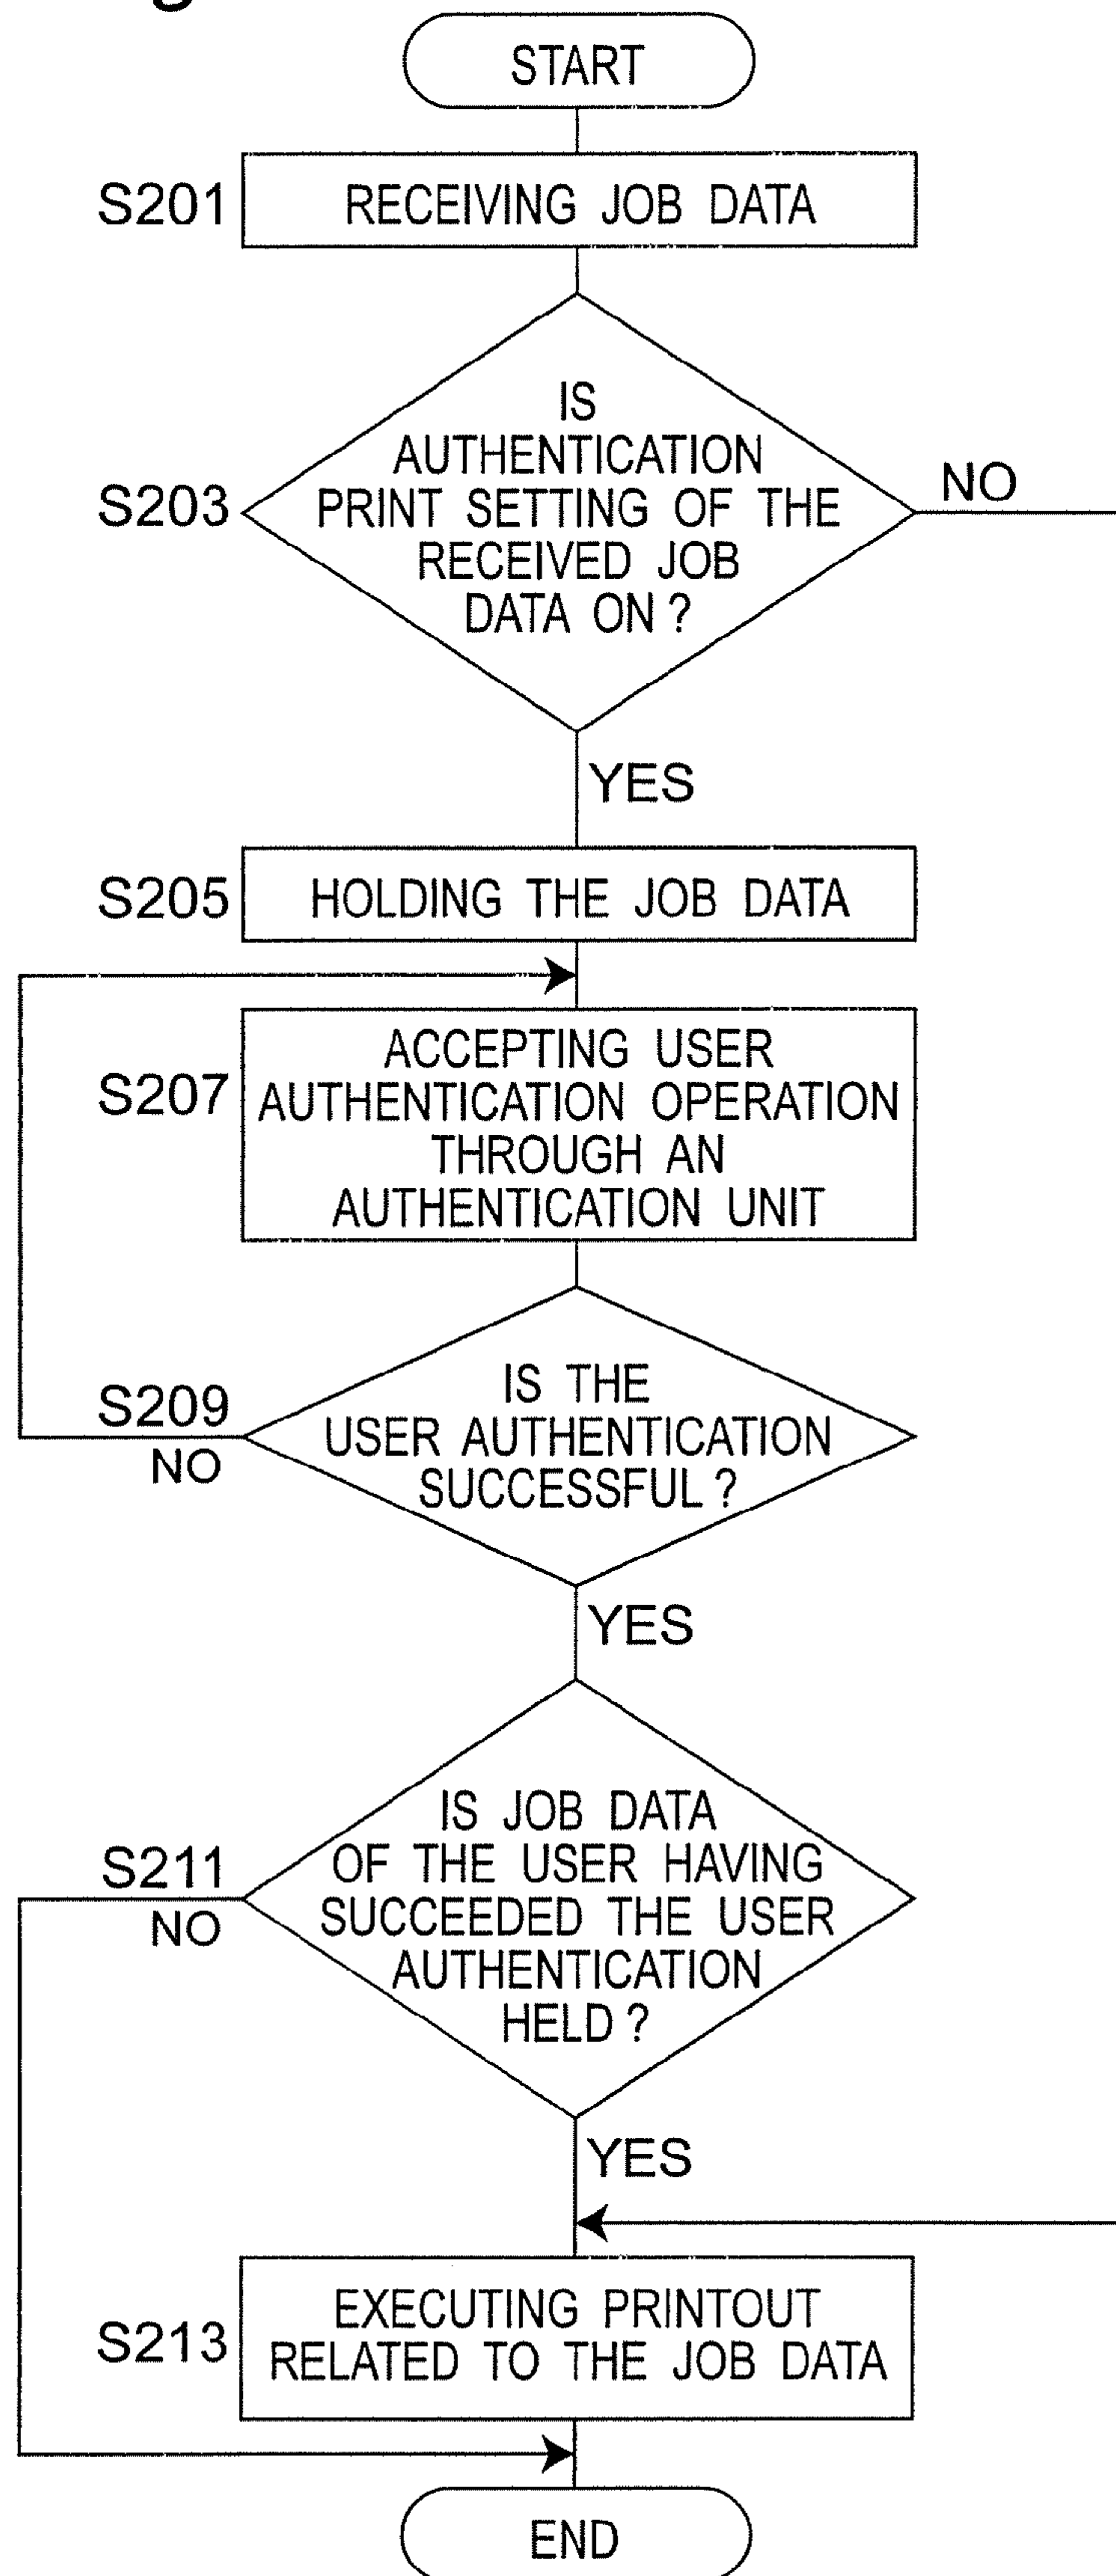 START
S201
RECEIVING JOB DATA
IS
AUTHENTICATION
S203
PRINT SETTING OF THE
NO
RECEIVED JOB
DATA ON ?
YES
S205
HOLDING THE JOB DATA
ACCEPTING USER
S207
AUTHENTICATION OPERATION
THROUGH AN
AUTHENTICATION UNIT
S209
NO
IS THE
USER AUTHENTICATION
SUCCESSFUL ?
YES
S211
NO
IS JOB DATA
OF THE USER HAVING
SUCCEEDED THE USER
AUTHENTICATION
HELD ?
YES
S213
EXECUTING PRINTOUT
RELATED TO THE JOB DATA
END